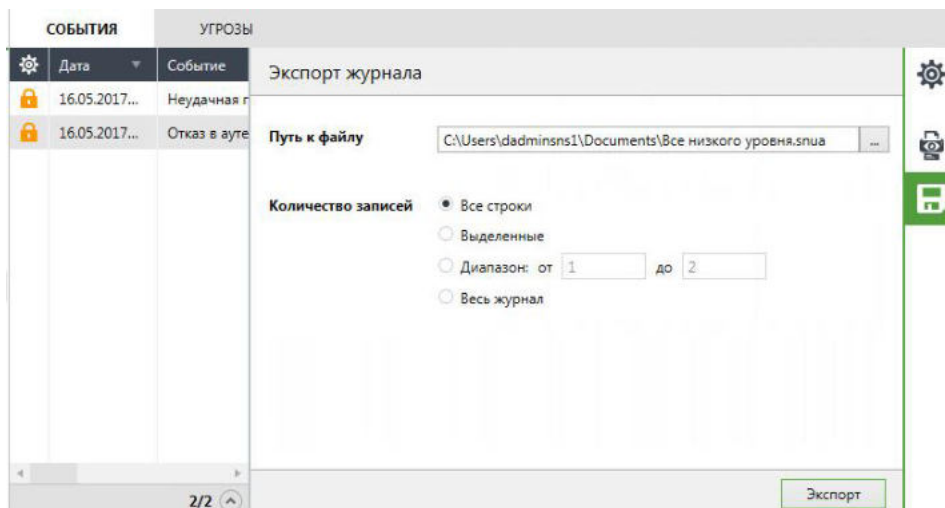 СОБЫТИЯ УГРОЗЫ
Дата Событие
16.05.2017... Неудачная г
16.05.2017... Отказ в ауте
2/2
Экспорт журнала
Путь к файлу C:\Users\dadminsns1\Documents\Все низкого уровня.snua ...
Количество записей Все строки
Выделенные
Диапазон: от 1 до 2
Весь журнал
Экспорт